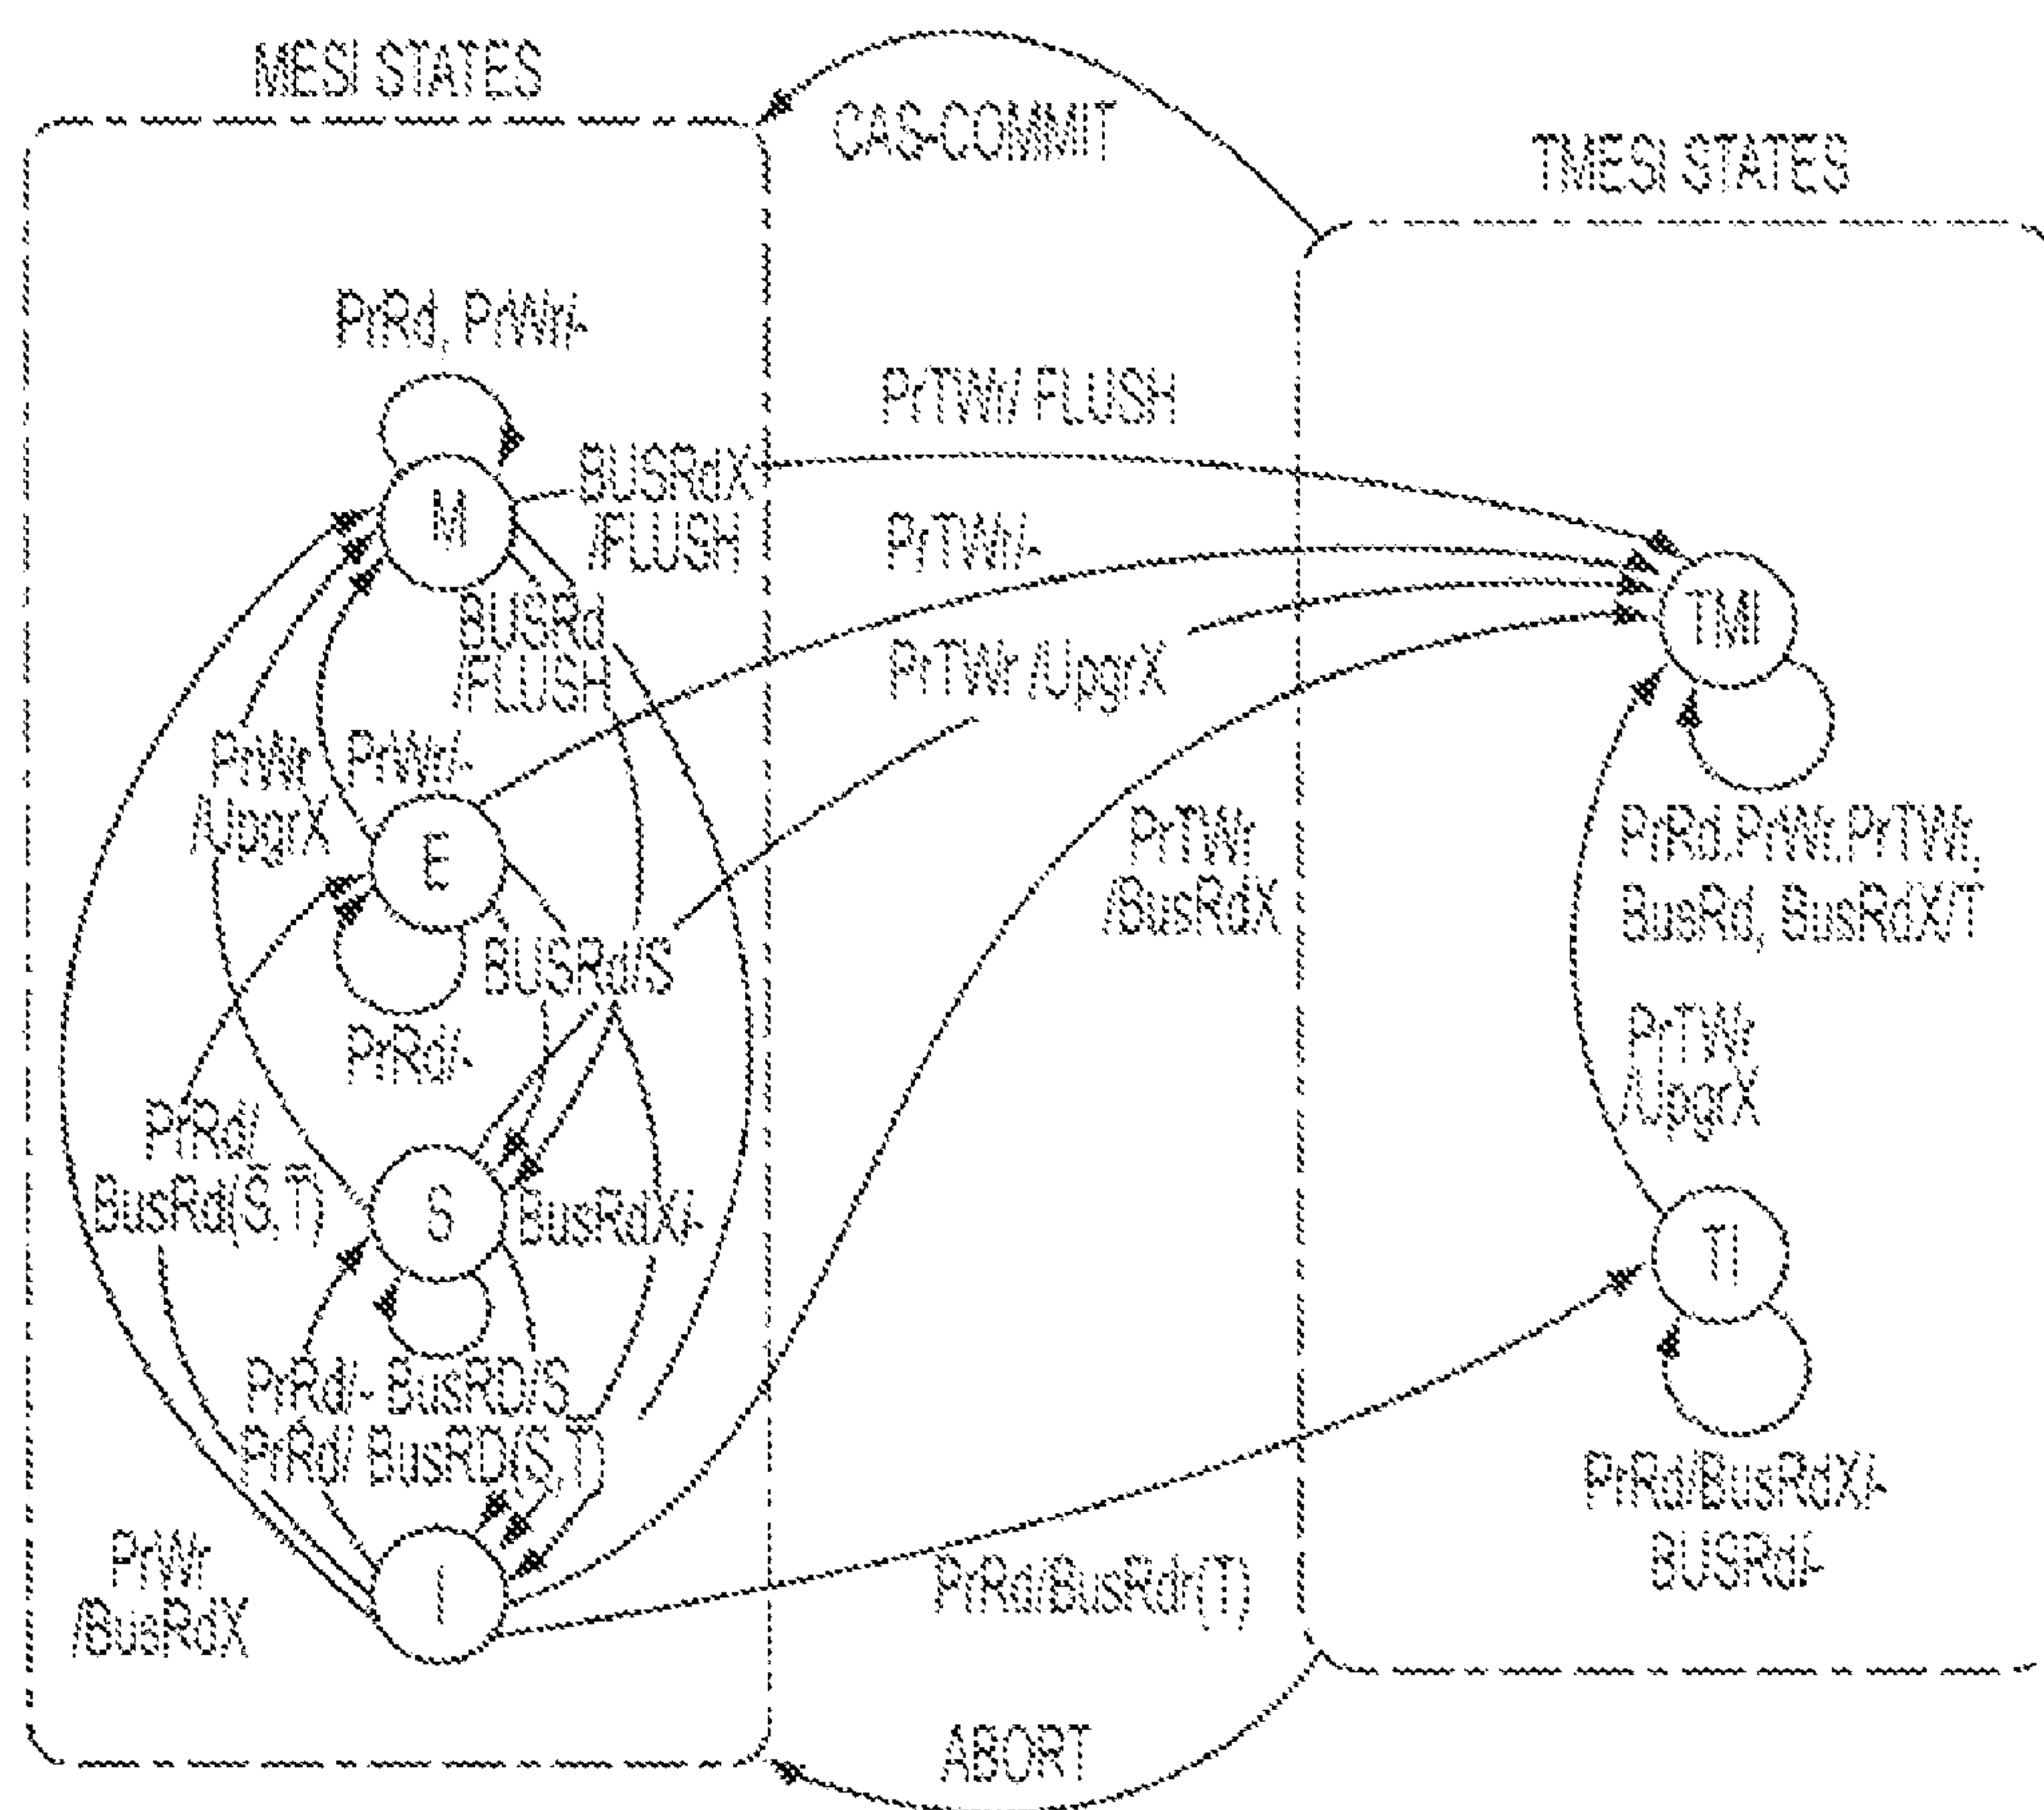 MESI STATES
CAS-COMMIT
TMESI STATES
PrRd, PrWr/-
PrTWr/ FLUSH
BUSRdX
/FLUSH
M
PrTWr/-
BUSRd
/FLUSH
TMI
PrTWr /UpgrX
PrWr
/UpgrX
PrWr/-
E
PrTWr
/BusRdX
PrRd.PrWr.PrTWr,
BusRd, BusRdX/T
BUSRd/S
PrRd/-
PrTWr
/UpgrX
PrRd/
BusRd(S̅,T̅)
S
BusRdX/-
TI
PrRd/- BusRD/S
PrRd/ BusRD(S,T̅)
PrRd/BusRdX/-
BUSRd/-
PrWr
/BusRdX
I
PrRd/BusRdr(T)
ABORT